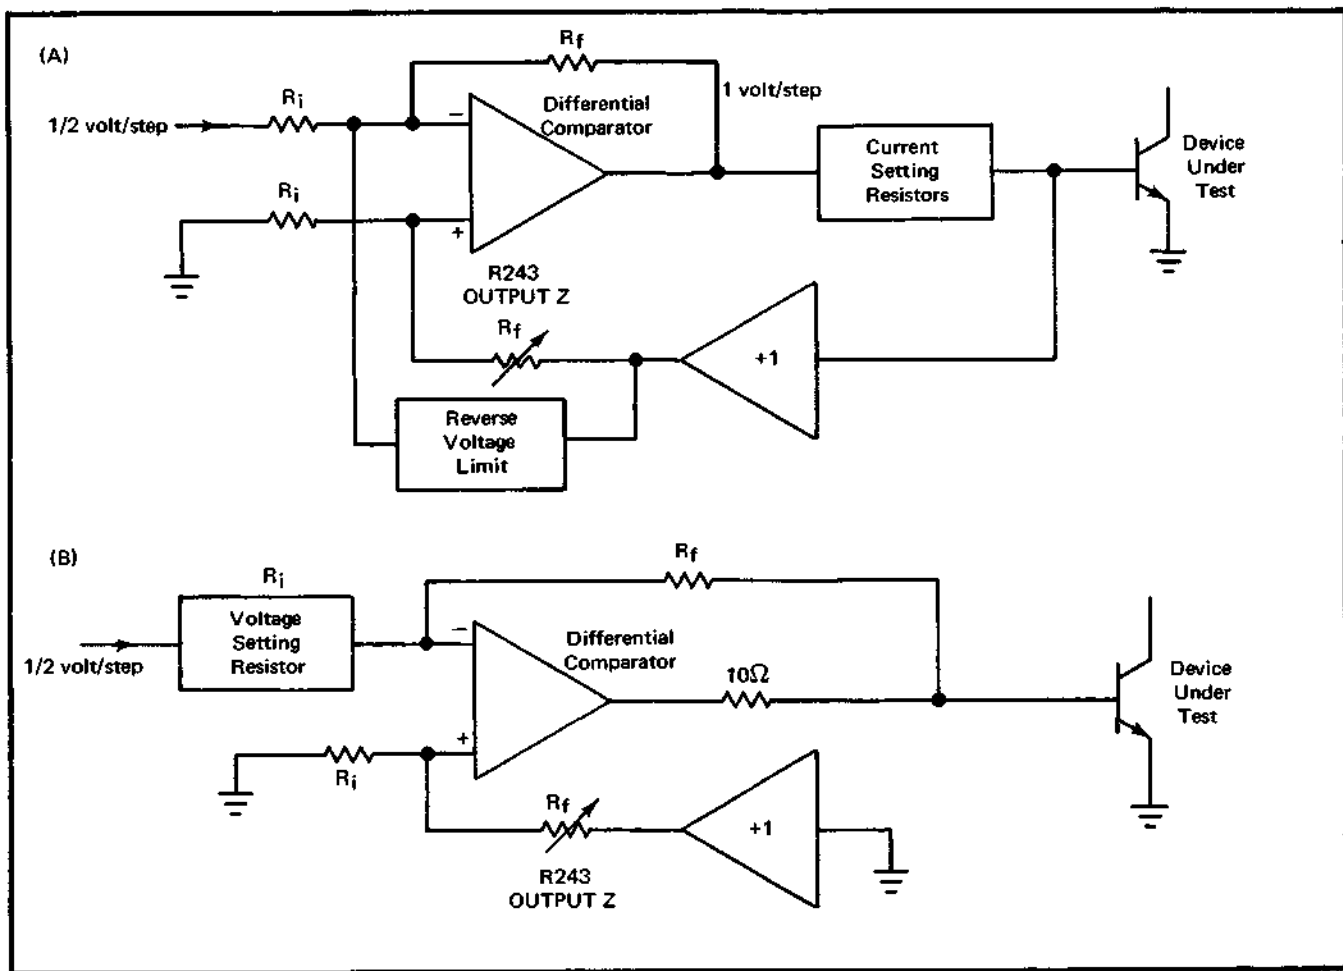 (A)
Rf
1 volt/step
Ri
1/2 volt/step
−
Differential
Comparator
Current
Setting
Resistors
Device
Under
Test
Ri
+
R243
OUTPUT Z
Rf
+1
Reverse
Voltage
Limit
(B)
Rf
Ri
Voltage
Setting
Resistor
1/2 volt/step
−
Differential
Comparator
10Ω
Device
Under
Test
+
Ri
Rf
+1
R243
OUTPUT Z